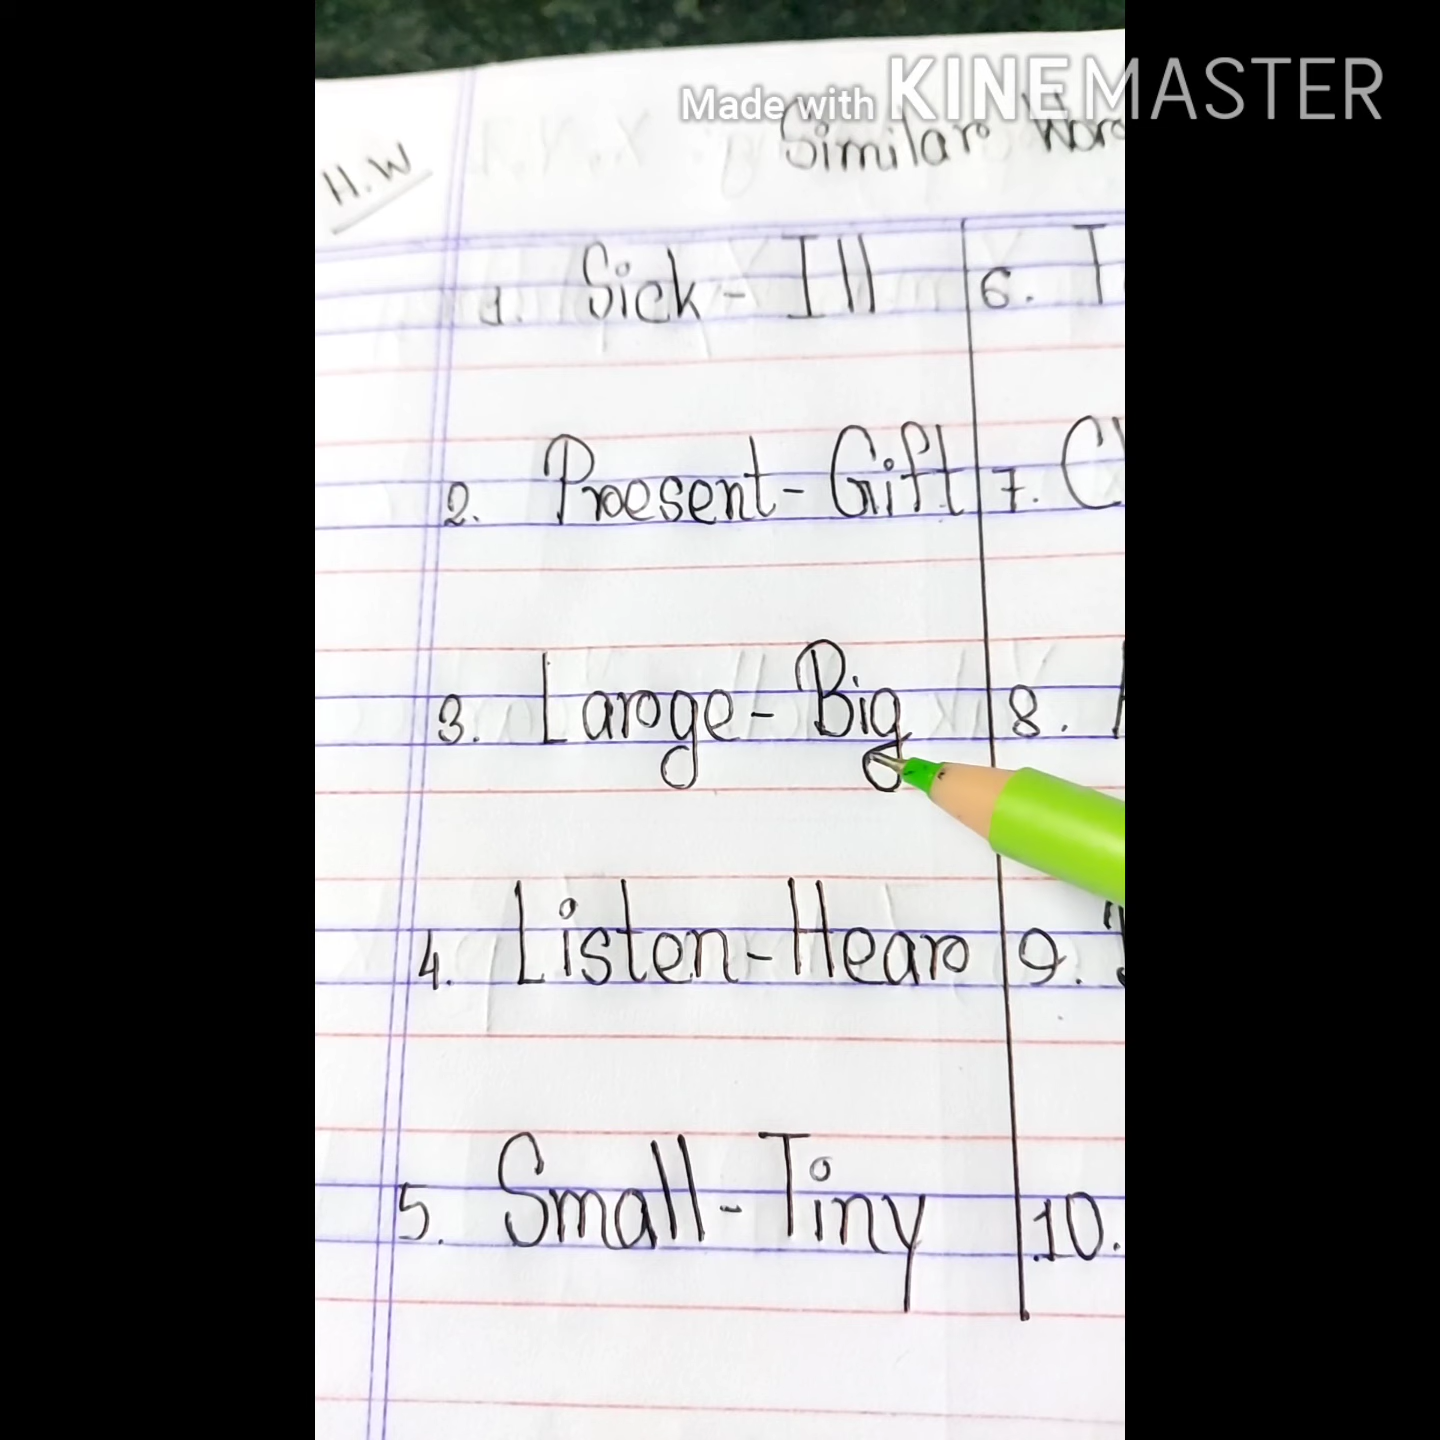 Made with KINEMASTER
Similar
H.W
1. Sick - Ill
2. Present - Gift
3. Large - Big
4. Listen - Hear
5. Small - Tiny
6.
7.
8.
9.
10.